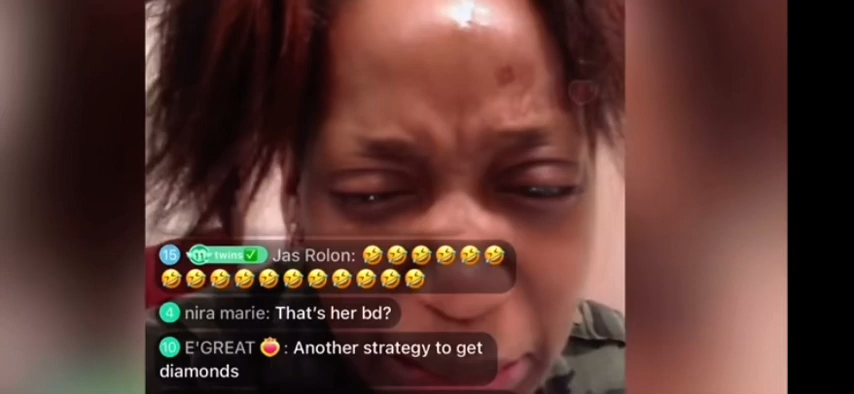 15 twins✅ Jas Rolon: 🤣🤣🤣🤣🤣🤣
🤣🤣🤣🤣🤣🤣🤣🤣🤣🤣🤣
4 nira marie: That's her bd?
10 E'GREAT ❤️‍🔥 : Another strategy to get
diamonds